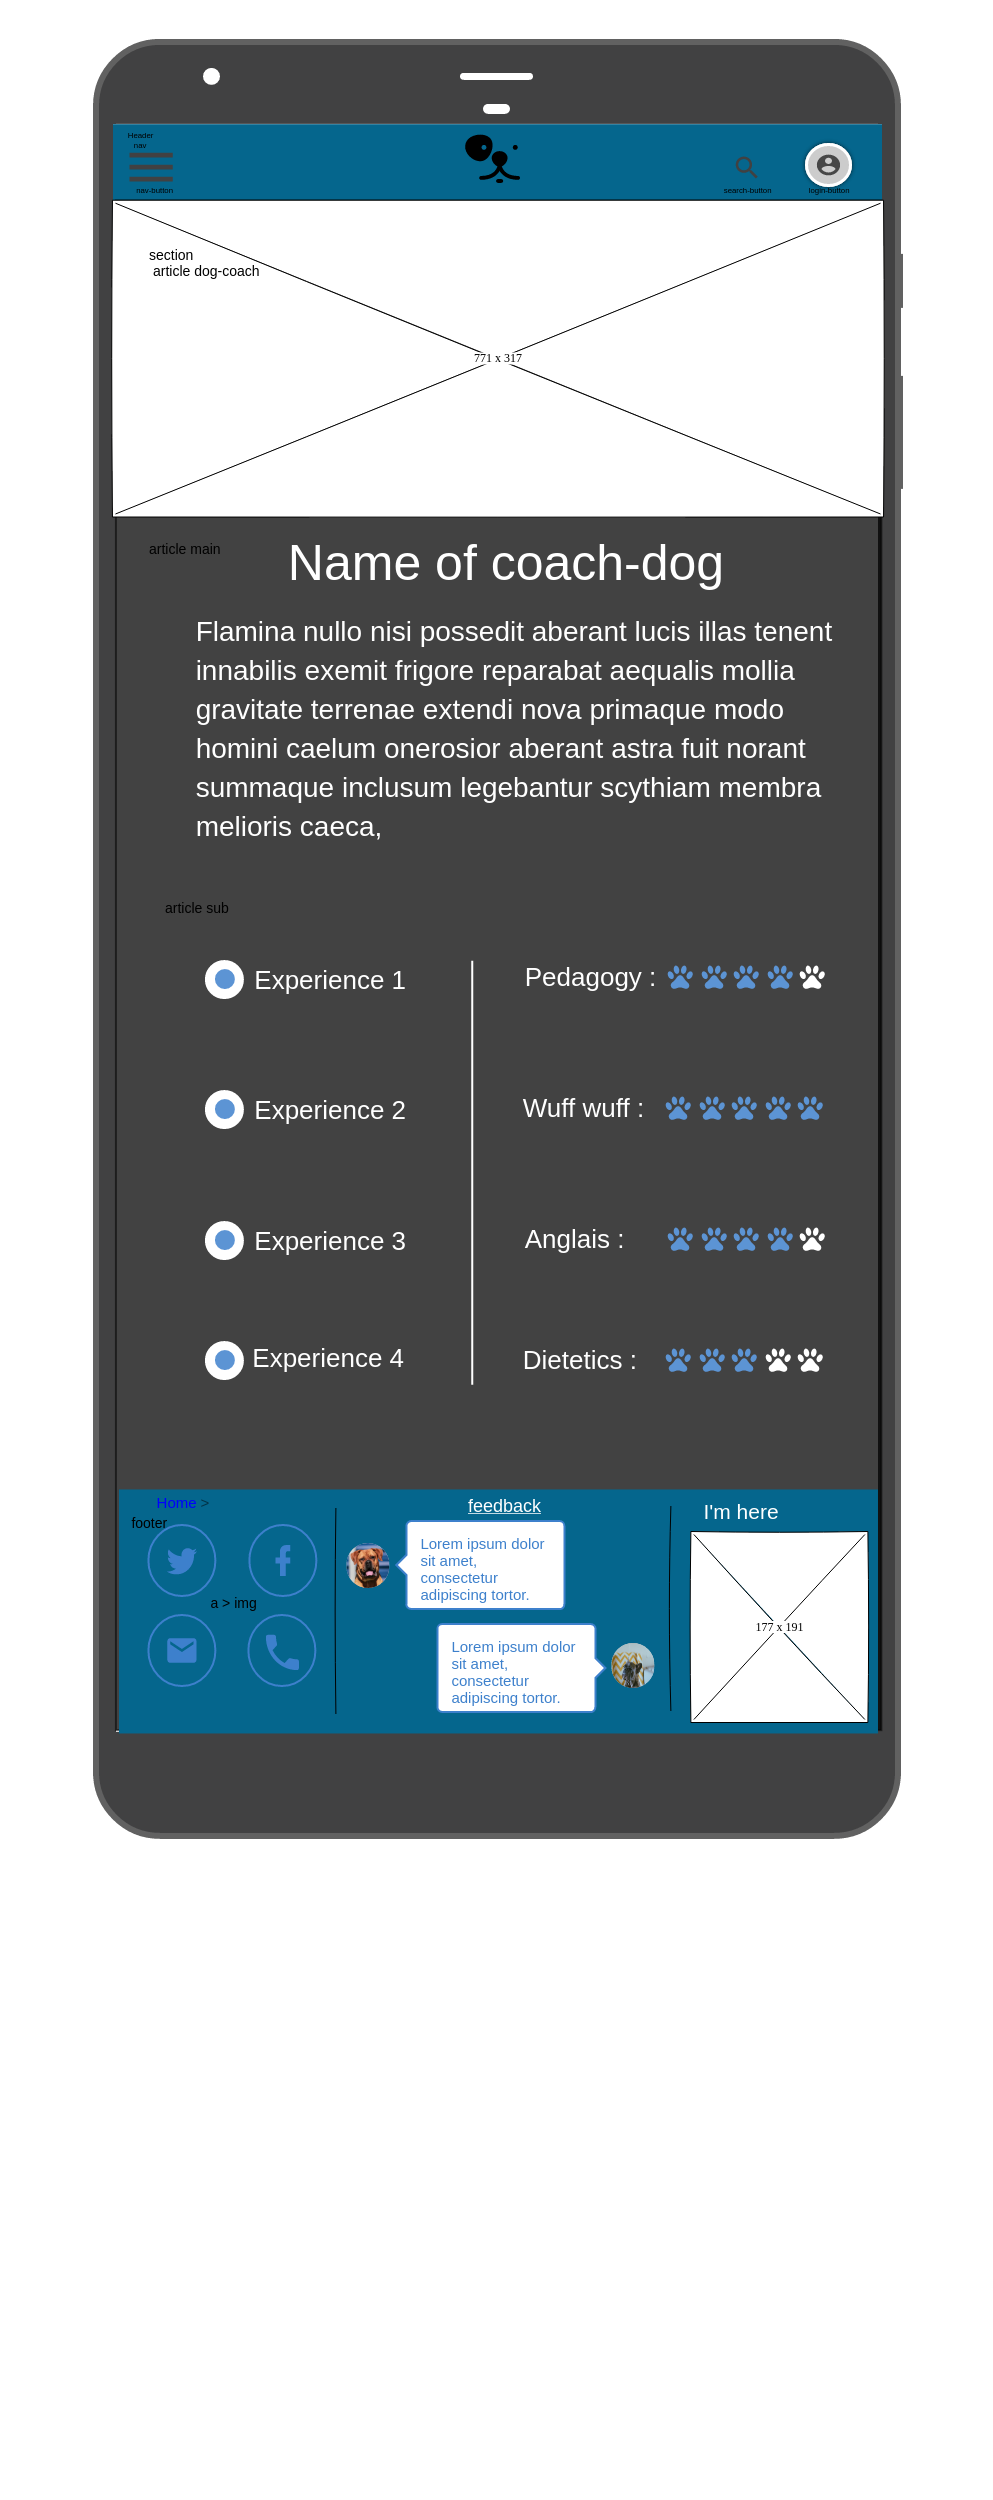 Header
nav
nav-button
search-button
login-button
section
article dog-coach
771 x 317
article main
Name of coach-dog
Flamina nullo nisi possedit aberant lucis illas tenent
innabilis exemit frigore reparabat aequalis mollia
gravitate terrenae extendi nova primaque modo
homini caelum onerosior aberant astra fuit norant
summaque inclusum legebantur scythiam membra
melioris caeca,
article sub
Experience 1
Pedagogy :
Experience 2
Wuff wuff :
Experience 3
Anglais :
Experience 4
Dietetics :
Home >
footer
a > img
feedback
Lorem ipsum dolor
sit amet,
consectetur
adipiscing tortor.
Lorem ipsum dolor
sit amet,
consectetur
adipiscing tortor.
I'm here
177 x 191